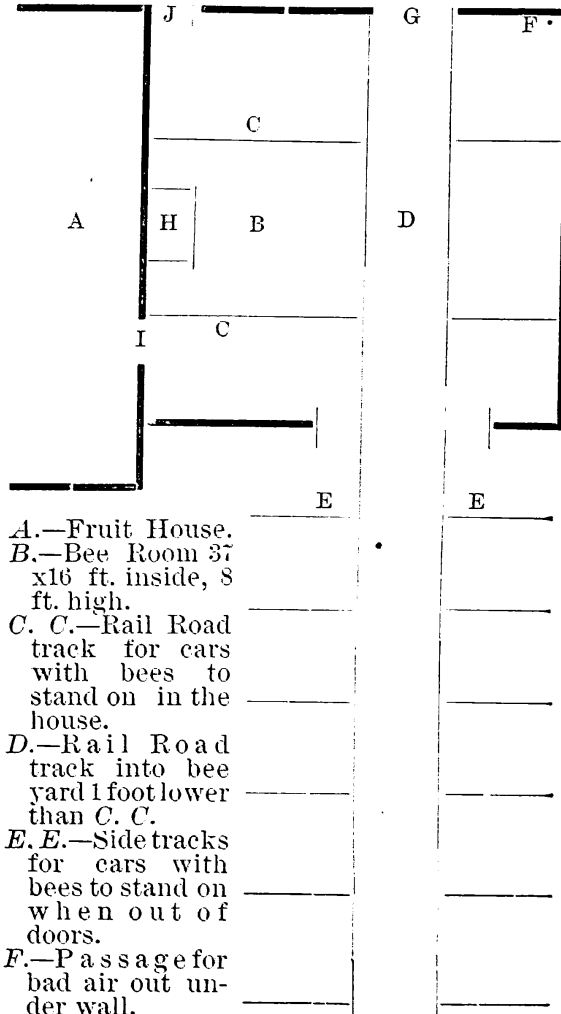 J
G
F
C
A
H
B
D
C
I
E
E
A.—Fruit House.
B.—Bee Room 37
x16 ft. inside, 8
ft. high.
C. C.—Rail Road
track for cars
with bees to
stand on in the
house.
D.—Rail Road
track into bee
yard 1 foot lower
than C. C.
E. E.—Side tracks
for cars with
bees to stand on
when out of
doors.
F.—Passage for
bad air out un-
der wall.